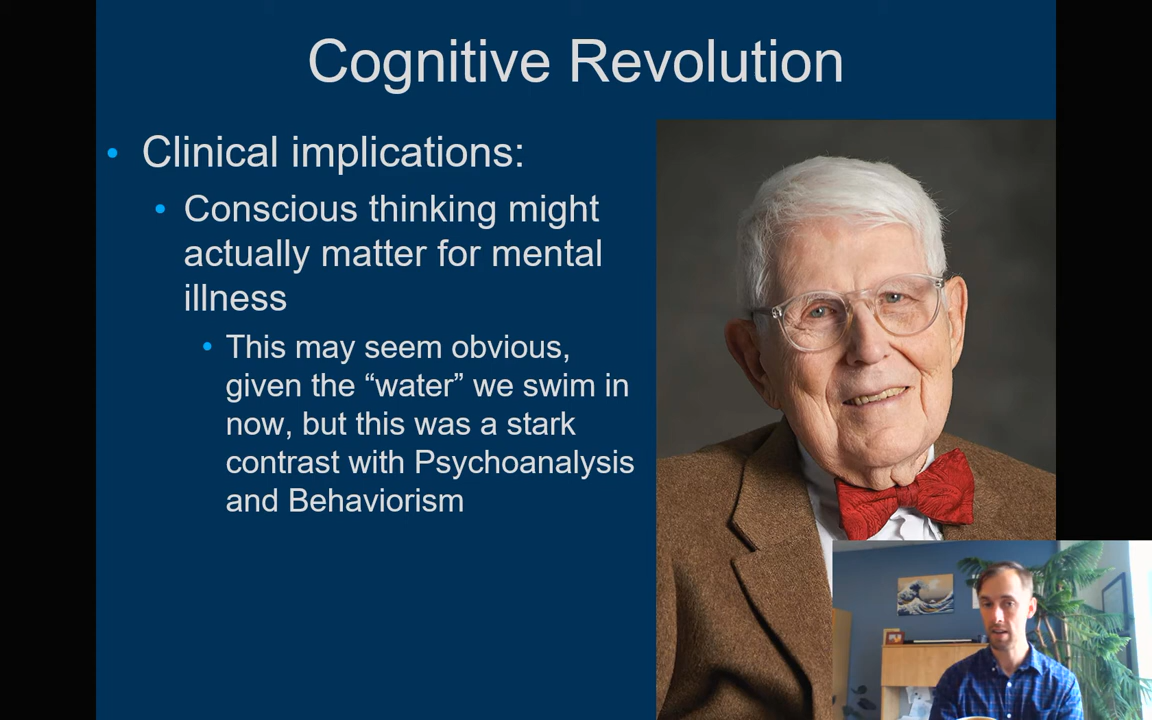 Cognitive Revolution
• Clinical implications:
• Conscious thinking might
actually matter for mental
illness
• This may seem obvious,
given the “water” we swim in
now, but this was a stark
contrast with Psychoanalysis
and Behaviorism